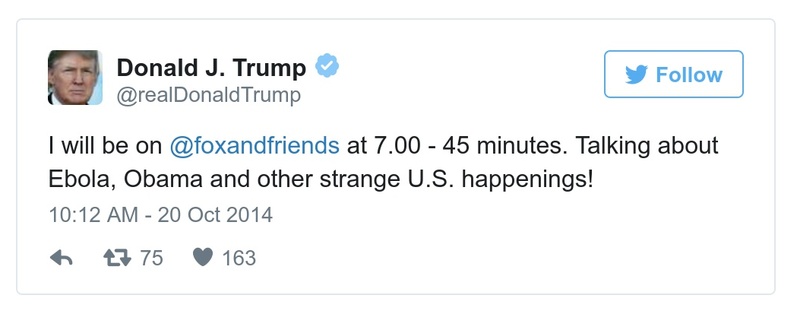 Donald J. Trump
@realDonaldTrump
Follow
I will be on @foxandfriends at 7.00 - 45 minutes. Talking about
Ebola, Obama and other strange U.S. happenings!
10:12 AM - 20 Oct 2014
75 163